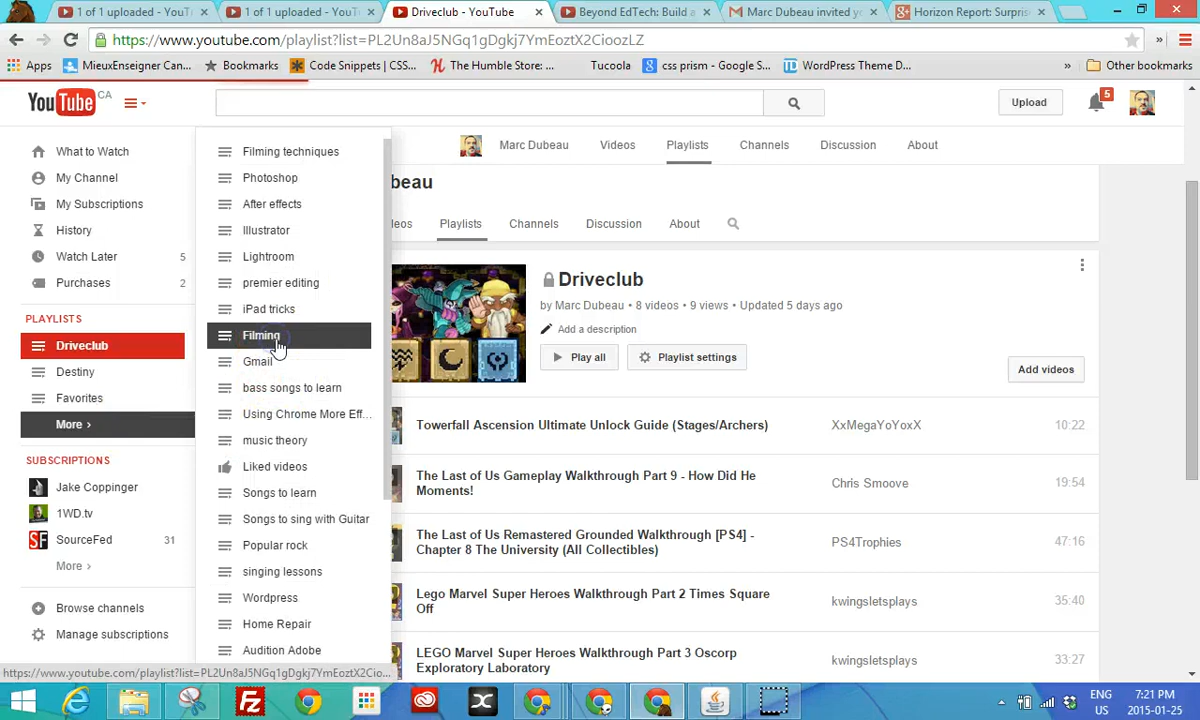 1 of 1 uploaded - YouT
1 of 1 uploaded - YouT
Driveclub - YouTube
Beyond EdTech: Build a
Marc Dubeau invited y
Horizon Report: Surpris
https://www.youtube.com/playlist?list=PL2Un8aJ5NGq1gDgkj7YmEoztX2CioozLZ
Apps
MieuxEnseigner Can...
Bookmarks
Code Snippets | CSS...
The Humble Store: ...
Tucoola
css prism - Google S...
WordPress Theme D...
Other bookmarks
YouTube CA
Upload
5
What to Watch
My Channel
My Subscriptions
History
Watch Later 5
Purchases 2
PLAYLISTS
Driveclub
Destiny
Favorites
More ›
SUBSCRIPTIONS
Jake Coppinger
1WD.tv
SourceFed 31
More ›
Browse channels
Manage subscriptions
Filming techniques
Photoshop
After effects
Illustrator
Lightroom
premier editing
iPad tricks
Filming
Gmail
bass songs to learn
Using Chrome More Eff...
music theory
Liked videos
Songs to learn
Songs to sing with Guitar
Popular rock
singing lessons
Wordpress
Home Repair
Audition Adobe
Marc Dubeau
Videos
Playlists
Channels
Discussion
About
beau
eos
Playlists
Channels
Discussion
About
Driveclub
by Marc Dubeau • 8 videos • 9 views • Updated 5 days ago
Add a description
Play all
Playlist settings
Add videos
Towerfall Ascension Ultimate Unlock Guide (Stages/Archers)
XxMegaYoYoxX
10:22
The Last of Us Gameplay Walkthrough Part 9 - How Did He
Moments!
Chris Smoove
19:54
The Last of Us Remastered Grounded Walkthrough [PS4] -
Chapter 8 The University (All Collectibles)
PS4Trophies
47:16
Lego Marvel Super Heroes Walkthrough Part 2 Times Square
Off
kwingsletsplays
35:40
LEGO Marvel Super Heroes Walkthrough Part 3 Oscorp
Exploratory Laboratory
kwingsletsplays
33:27
https://www.youtube.com/playlist?list=PL2Un8aJ5NGq1gDgkj7YmEoztX2Cioo...
ENG
US
7:21 PM
2015-01-25